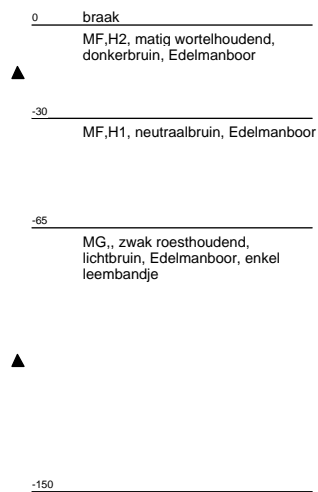 0 braak
MF,H2, matig wortelhoudend,
donkerbruin, Edelmanboor
-30
MF,H1, neutraalbruin, Edelmanboor
-65
MG,, zwak roesthoudend,
lichtbruin, Edelmanboor, enkel
leembandje
-150